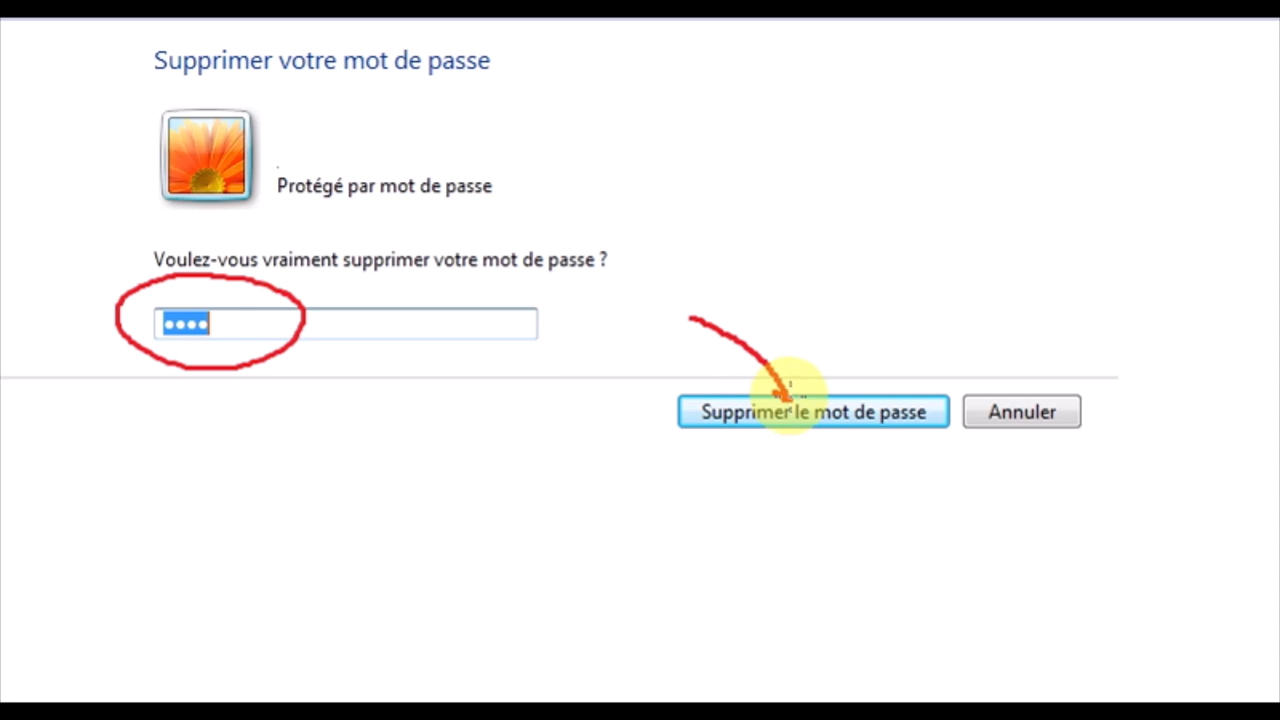 Supprimer votre mot de passe
Protégé par mot de passe
Voulez-vous vraiment supprimer votre mot de passe ?
••••
Supprimer le mot de passe
Annuler